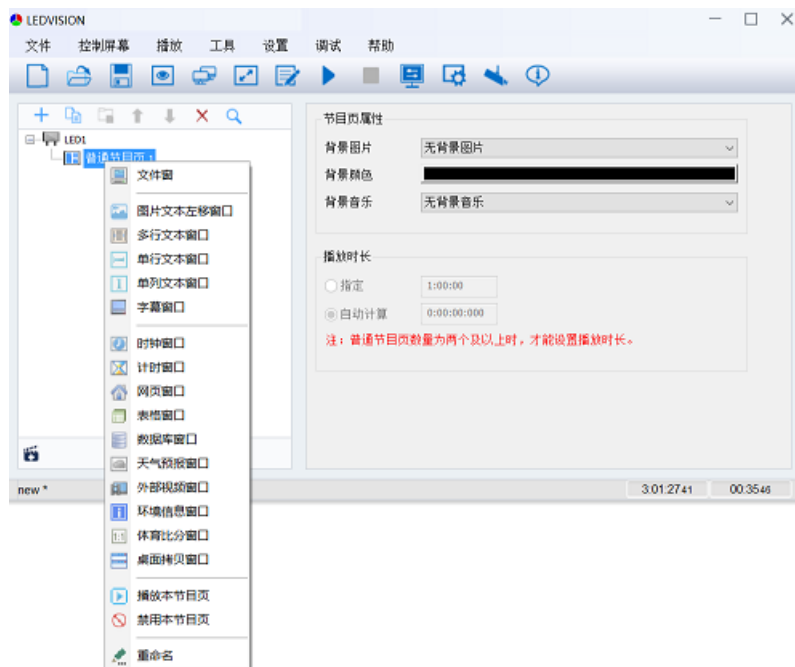 LEDVISION
文件 控制屏幕 播放 工具 设置 调试 帮助
LED1
普通节目页 1
文件窗
图片文本左移窗口
多行文本窗口
单行文本窗口
单列文本窗口
字幕窗口
时钟窗口
计时窗口
网页窗口
表格窗口
数据库窗口
天气预报窗口
外部视频窗口
环境信息窗口
体育比分窗口
桌面拷贝窗口
播放本节目页
禁用本节目页
重命名
节目页属性
背景图片 无背景图片
背景颜色
背景音乐 无背景音乐
播放时长
指定 1:00:00
自动计算 0:00:00:000
注：普通节目页数量为两个及以上时，才能设置播放时长。
new * 3:01:2741 00:3546